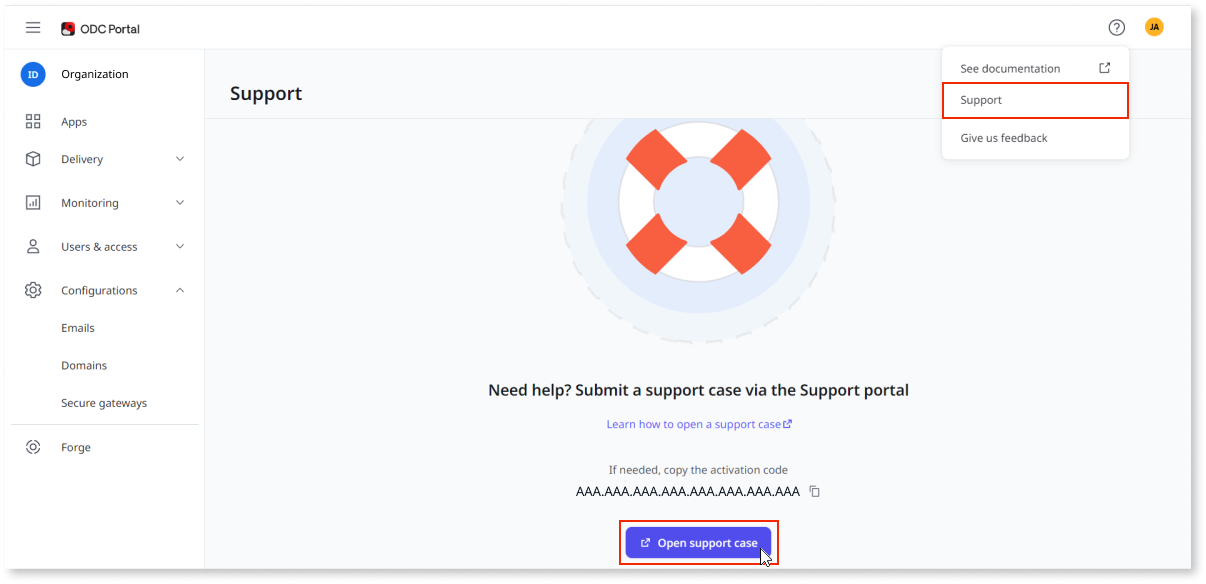 ODC Portal
JA
ID
Organization
Apps
Delivery
Monitoring
Users & access
Configurations
Emails
Domains
Secure gateways
Forge
Support
See documentation
Support
Give us feedback
Need help? Submit a support case via the Support portal
Learn how to open a support case
If needed, copy the activation code
AAA.AAA.AAA.AAA.AAA.AAA.AAA.AAA
Open support case